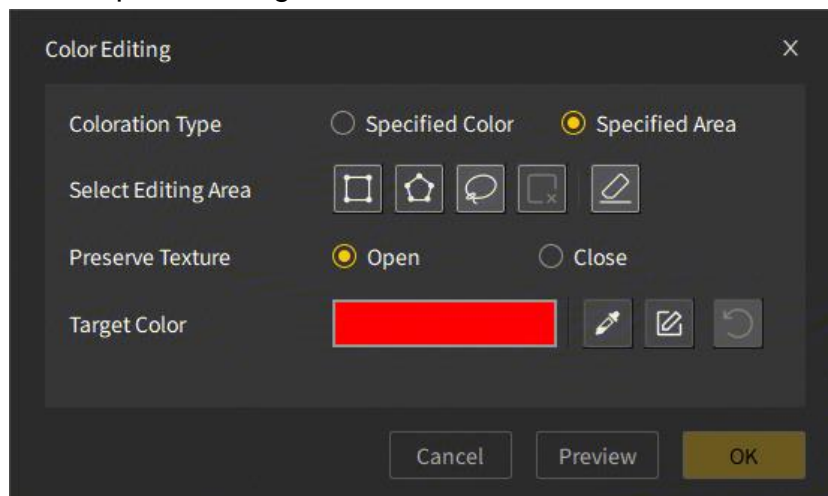 Color Editing
Coloration Type Specified Color Specified Area
Select Editing Area
Preserve Texture Open Close
Target Color
Cancel Preview OK